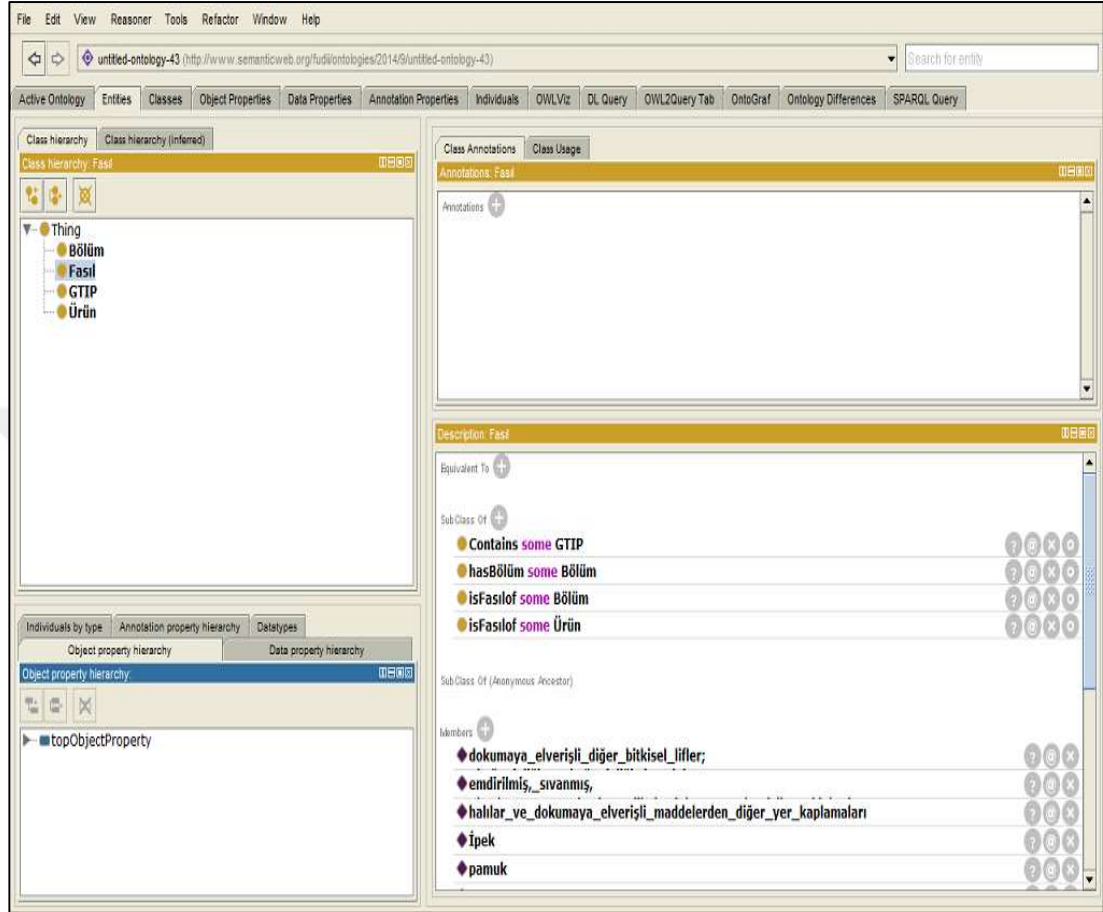 File Edit View Reasoner Tools Refactor Window Help
untitled-ontology-43 (http://www.semanticweb.org/fudii/ontologies/2014/9/untitled-ontology-43)
Search for entity
Active Ontology Entities Classes Object Properties Data Properties Annotation Properties Individuals OWLViz DL Query OWL2Query Tab OntoGraf Ontology Differences SPARQL Query
Class hierarchy Class hierarchy (inferred)
Class hierarchy: Fasıl
Thing
Bölüm
Fasıl
GTIP
Ürün
Individuals by type Annotation property hierarchy Datatypes
Object property hierarchy Data property hierarchy
Object property hierarchy:
topObjectProperty
Class Annotations Class Usage
Annotations: Fasıl
Annotations
Description: Fasıl
Equivalent To
SubClass Of
Contains some GTIP
hasBölüm some Bölüm
isFasılof some Bölüm
isFasılof some Ürün
SubClass Of (Anonymous Ancestor)
Members
dokumaya_elverişli_diğer_bitkisel_lifler;
emdirilmiş,_sıvanmış,
halılar_ve_dokumaya_elverişli_maddelerden_diğer_yer_kaplamaları
İpek
pamuk